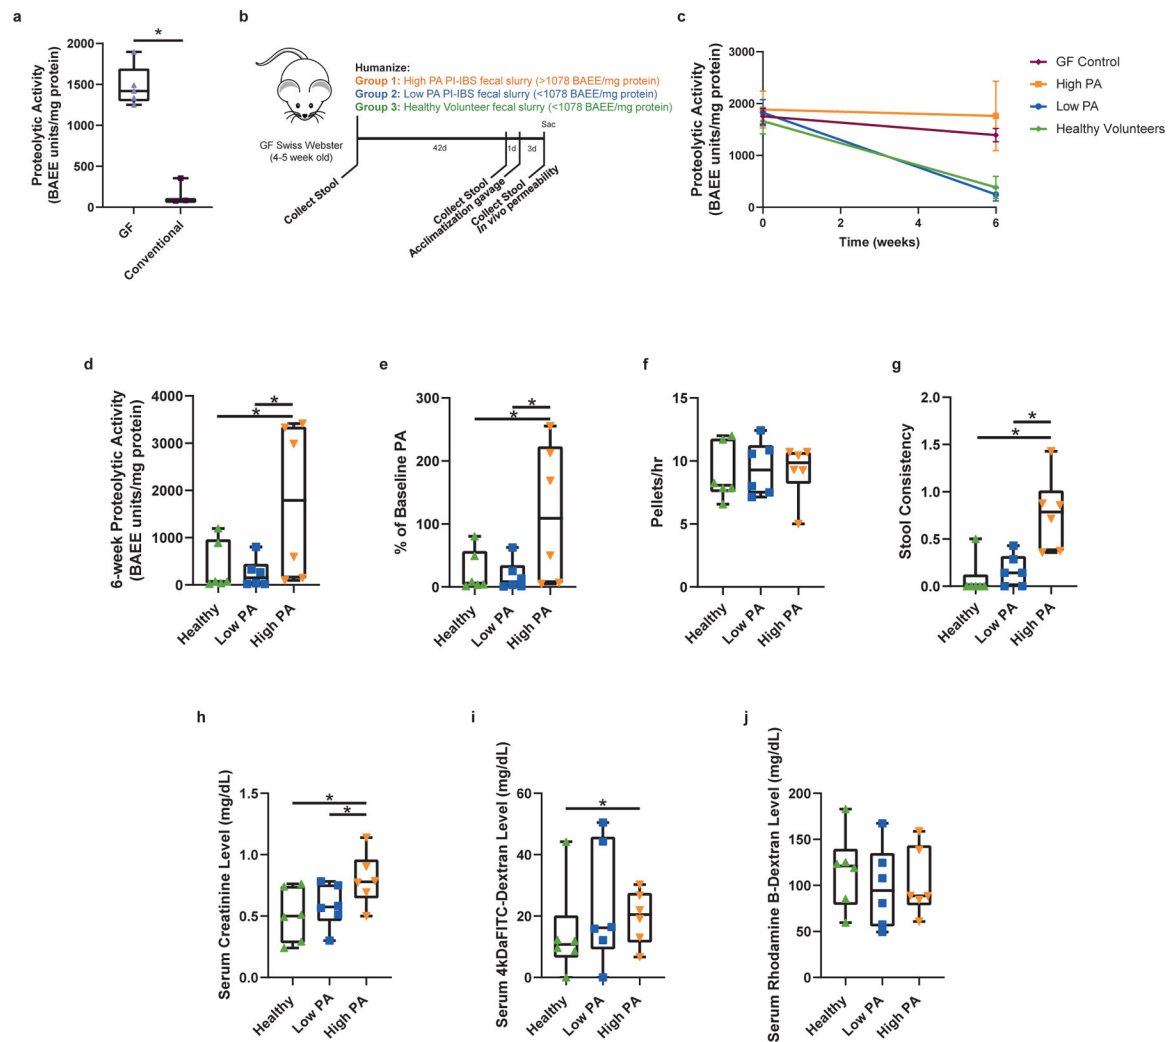 a
*
Proteolytic Activity
(BAEE units/mg protein)
2000
1500
1000
500
0
GF
Conventional
b
Humanize:
Group 1: High PA PI-IBS fecal slurry (>1078 BAEE/mg protein)
Group 2: Low PA PI-IBS fecal slurry (<1078 BAEE/mg protein)
Group 3: Healthy Volunteer fecal slurry (<1078 BAEE/mg protein)
GF Swiss Webster
(4-5 week old)
42d
1d
3d
Sac
Collect Stool
Collect Stool
Acclimatization gavage
Collect Stool
In vivo permeability
c
Proteolytic Activity
(BAEE units/mg protein)
3000
2000
1000
0
0
2
4
6
Time (weeks)
GF Control
High PA
Low PA
Healthy Volunteers
d
6-week Proteolytic Activity
(BAEE units/mg protein)
4000
3000
2000
1000
0
*
*
Healthy
Low PA
High PA
e
% of Baseline PA
300
200
100
0
*
*
Healthy
Low PA
High PA
f
Pellets/hr
15
10
5
0
Healthy
Low PA
High PA
g
Stool Consistency
2.0
1.5
1.0
0.5
0.0
*
*
Healthy
Low PA
High PA
h
Serum Creatinine Level (mg/dL)
1.5
1.0
0.5
0.0
*
*
Healthy
Low PA
High PA
i
Serum 4kDaFITC-Dextran Level (mg/dL)
60
40
20
0
*
Healthy
Low PA
High PA
j
Serum Rhodamine B-Dextran Level (mg/dL)
200
150
100
50
0
Healthy
Low PA
High PA